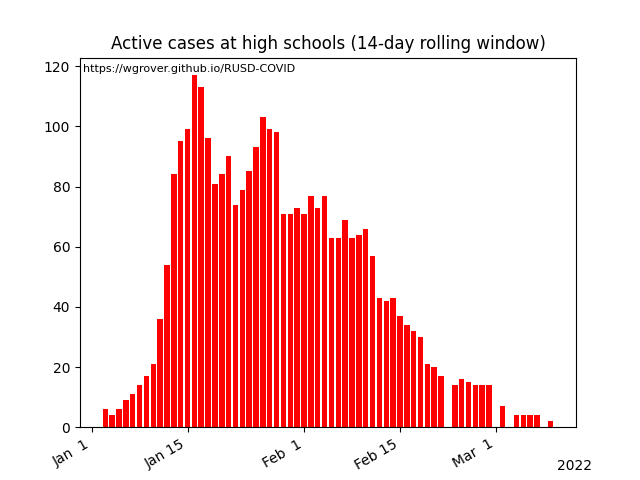 Active cases at high schools (14-day rolling window)
https://wgrover.github.io/RUSD-COVID
120
100
80
60
40
20
0
Jan 1
Jan 15
Feb 1
Feb 15
Mar 1
2022